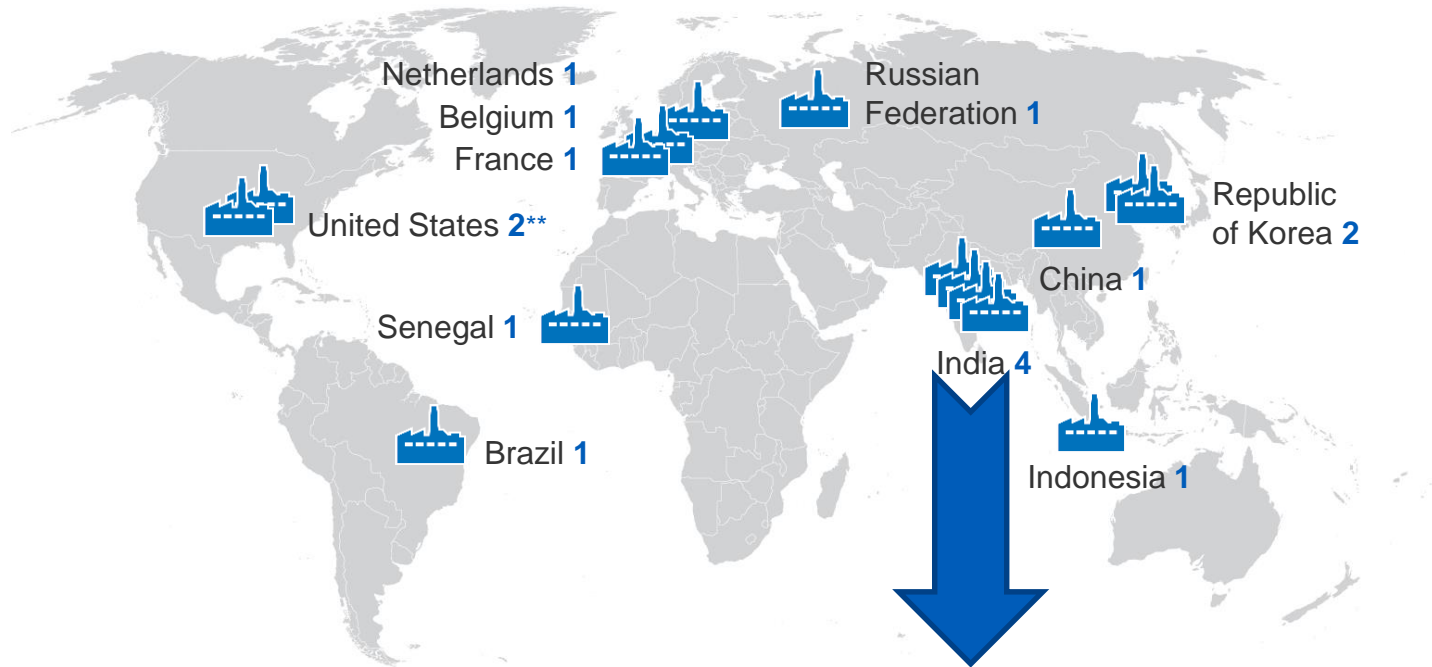 Netherlands 1
Belgium 1
France 1
Russian
Federation 1
United States 2**
Republic
of Korea 2
China 1
Senegal 1
India 4
Brazil 1
Indonesia 1